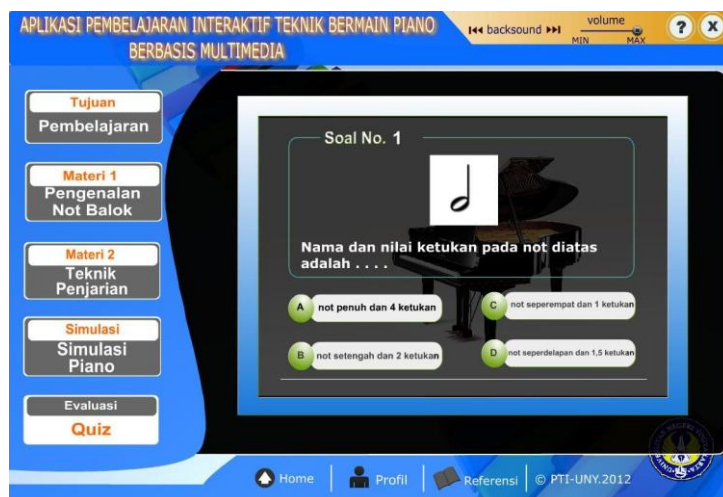 APLIKASI PEMBELAJARAN INTERAKTIF TEKNIK BERMAIN PIANO
BERBASIS MULTIMEDIA
backsound
volume
MIN MAX
?
X
Tujuan
Pembelajaran
Materi 1
Pengenalan
Not Balok
Materi 2
Teknik
Penjarian
Simulasi
Simulasi
Piano
Evaluasi
Quiz
Soal No. 1
Nama dan nilai ketukan pada not diatas
adalah . . . .
A not penuh dan 4 ketukan
B not setengah dan 2 ketukan
C not seperempat dan 1 ketukan
D not seperdelapan dan 1,5 ketukan
Home
Profil
Referensi
© PTI-UNY.2012